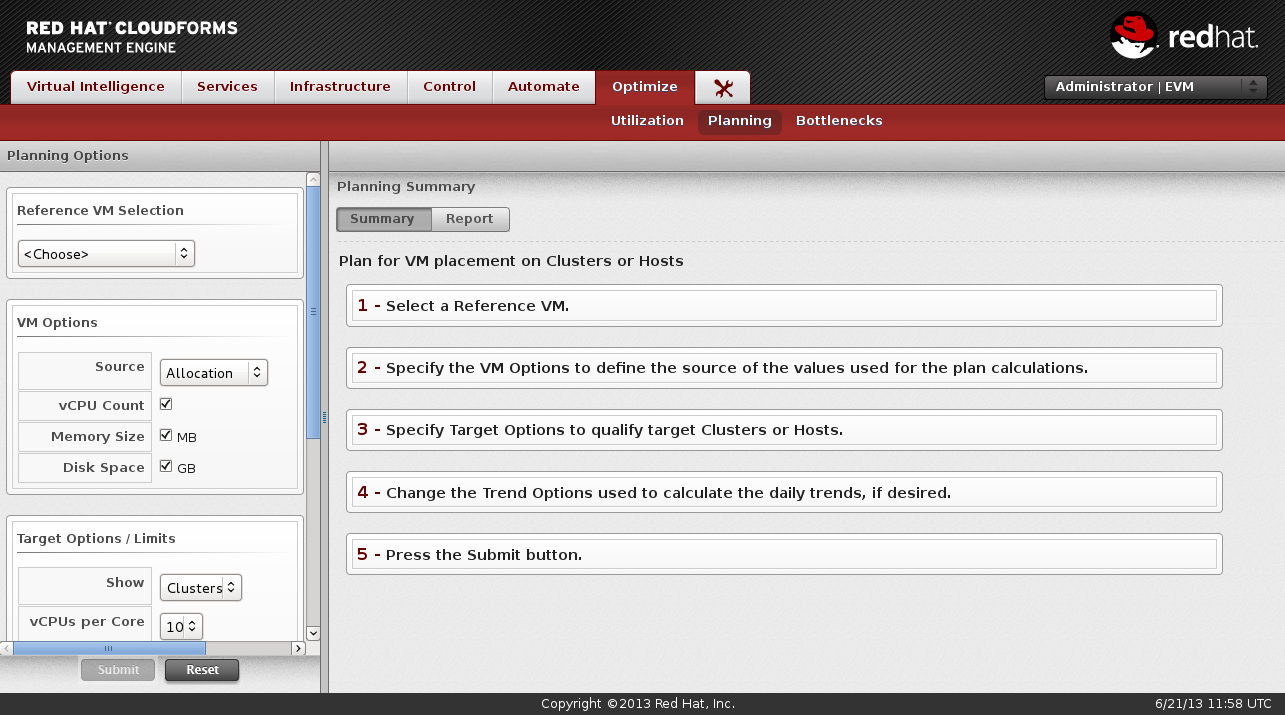 RED HAT CLOUDFORMS
MANAGEMENT ENGINE
redhat.
Virtual Intelligence
Services
Infrastructure
Control
Automate
Optimize
Administrator | EVM
Utilization
Planning
Bottlenecks
Planning Options
Reference VM Selection
<Choose>
VM Options
Source
Allocation
vCPU Count
Memory Size
MB
Disk Space
GB
Target Options / Limits
Show
Clusters
vCPUs per Core
10
Submit
Reset
Planning Summary
Summary
Report
Plan for VM placement on Clusters or Hosts
1 - Select a Reference VM.
2 - Specify the VM Options to define the source of the values used for the plan calculations.
3 - Specify Target Options to qualify target Clusters or Hosts.
4 - Change the Trend Options used to calculate the daily trends, if desired.
5 - Press the Submit button.
Copyright ©2013 Red Hat, Inc.
6/21/13 11:58 UTC